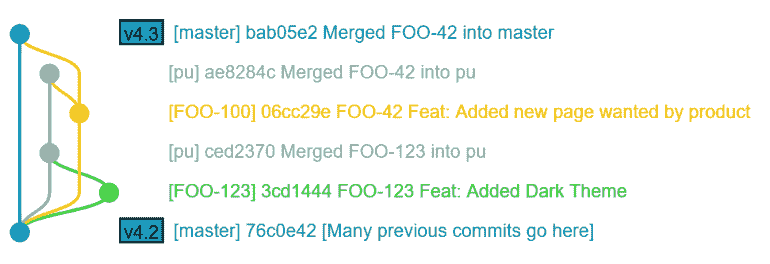 v4.3 [master] bab05e2 Merged FOO-42 into master
[pu] ae8284c Merged FOO-42 into pu
[FOO-100] 06cc29e FOO-42 Feat: Added new page wanted by product
[pu] ced2370 Merged FOO-123 into pu
[FOO-123] 3cd1444 FOO-123 Feat: Added Dark Theme
v4.2 [master] 76c0e42 [Many previous commits go here]